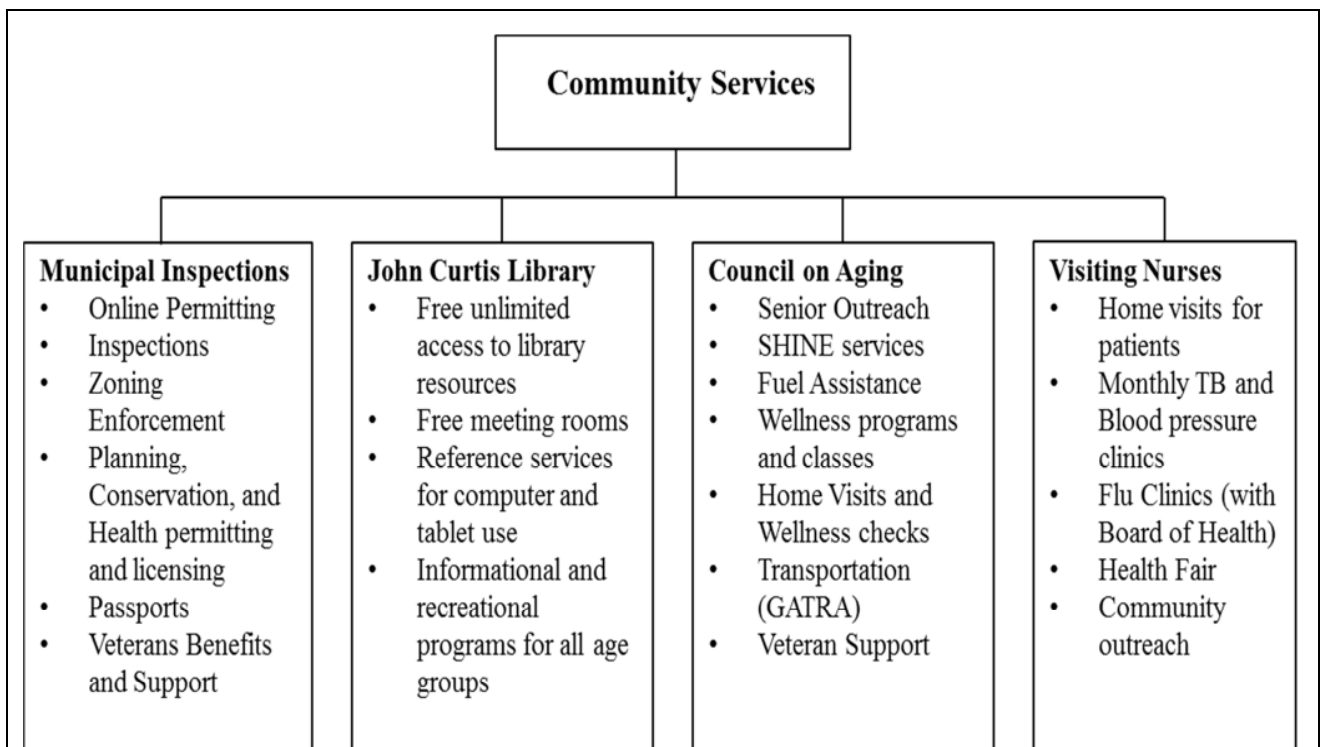 Community Services
Municipal Inspections
• Online Permitting
• Inspections
• Zoning
Enforcement
• Planning,
Conservation, and
Health permitting
and licensing
• Passports
• Veterans Benefits
and Support
John Curtis Library
• Free unlimited
access to library
resources
• Free meeting rooms
• Reference services
for computer and
tablet use
• Informational and
recreational
programs for all age
groups
Council on Aging
• Senior Outreach
• SHINE services
• Fuel Assistance
• Wellness programs
and classes
• Home Visits and
Wellness checks
• Transportation
(GATRA)
• Veteran Support
Visiting Nurses
• Home visits for
patients
• Monthly TB and
Blood pressure
clinics
• Flu Clinics (with
Board of Health)
• Health Fair
• Community
outreach